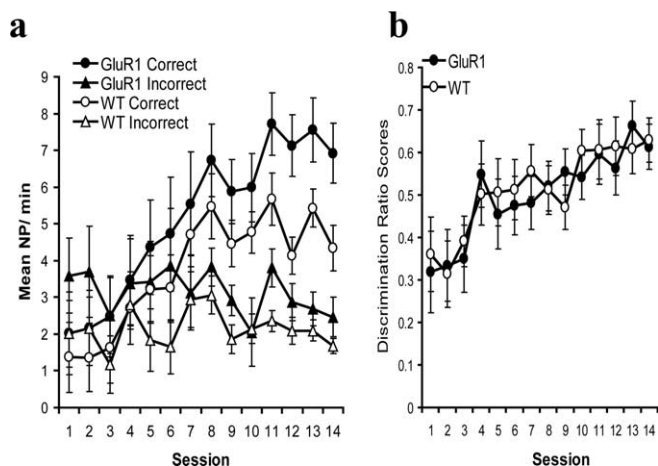 a
GluR1 Correct
GluR1 Incorrect
WT Correct
WT Incorrect
9
8
7
6
5
4
3
2
1
0
Mean NP/ min
1 2 3 4 5 6 7 8 9 10 11 12 13 14
Session
b
GluR1
WT
0.8
0.7
0.6
0.5
0.4
0.3
0.2
0.1
0
Discrimination Ratio Scores
1 2 3 4 5 6 7 8 9 10 11 12 13 14
Session